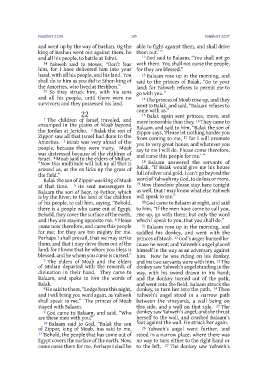 Numbers 21:34
145
Numbers 22:27
and went up by the way of Bashan. Og the
king of Bashan went out against them, he
and all his people, to battle at Edrei.
34 Yahweh said to Moses, “Don’t fear
him, for I have delivered him into your
hand, with all his people, and his land. You
shall do to him as you did to Sihon king of
the Amorites, who lived at Heshbon.”
35 So they struck him, with his sons
and all his people, until there were no
survivors; and they possessed his land.
22
1 The children of Israel traveled, and
encamped in the plains of Moab beyond
the Jordan at Jericho. 2 Balak the son of
Zippor saw all that Israel had done to the
Amorites. 3 Moab was very afraid of the
people, because they were many. Moab
was distressed because of the children of
Israel. 4 Moab said to the elders of Midian,
“Now this multitude will lick up all that is
around us, as the ox licks up the grass of
the field.”
Balak the son of Zippor was king of Moab
at that time. 5 He sent messengers to
Balaam the son of Beor, to Pethor, which
is by the River, to the land of the children
of his people, to call him, saying, “Behold,
there is a people who came out of Egypt.
Behold, they cover the surface of the earth,
and they are staying opposite me. 6 Please
come now therefore, and curse this people
for me; for they are too mighty for me.
Perhaps I shall prevail, that we may strike
them, and that I may drive them out of the
land; for I know that he whom you bless is
blessed, and he whom you curse is cursed.”
7 The elders of Moab and the elders
of Midian departed with the rewards of
divination in their hand. They came to
Balaam, and spoke to him the words of
Balak.
8 He said to them, “Lodge here this night,
and I will bring you word again, as Yahweh
shall speak to me.” The princes of Moab
stayed with Balaam.
9 God came to Balaam, and said, “Who
are these men with you?”
10 Balaam said to God, “Balak the son
of Zippor, king of Moab, has said to me,
11 ‘Behold, the people that has come out of
Egypt covers the surface of the earth. Now,
come curse them for me. Perhaps I shall be
able to fight against them, and shall drive
them out.’”
12 God said to Balaam, “You shall not go
with them. You shall not curse the people,
for they are blessed.”
13 Balaam rose up in the morning, and
said to the princes of Balak, “Go to your
land; for Yahweh refuses to permit me to
go with you.”
14 The princes of Moab rose up, and they
went to Balak, and said, “Balaam refuses to
come with us.”
15 Balak again sent princes, more, and
more honorable than they. 16 They came to
Balaam, and said to him, “Balak the son of
Zippor says, ‘Please let nothing hinder you
from coming to me, 17 for I will promote
you to very great honor, and whatever you
say to me I will do. Please come therefore,
and curse this people for me.’”
18 Balaam answered the servants of
Balak, “If Balak would give me his house
full of silver and gold, I can’t go beyond the
word of Yahweh my God, to do less or more.
19 Now therefore please stay here tonight
as well, that I may know what else Yahweh
will speak to me.”
20 God came to Balaam at night, and said
to him, “If the men have come to call you,
rise up, go with them; but only the word
which I speak to you, that you shall do.”
21 Balaam rose up in the morning, and
saddled his donkey, and went with the
princes of Moab. 22 God’s anger burned be-
cause he went; and Yahweh’s angel placed
himself in the way as an adversary against
him. Now he was riding on his donkey,
and his two servants were with him. 23 The
donkey saw Yahweh’s angel standing in the
way, with his sword drawn in his hand;
and the donkey turned out of the path,
and went into the field. Balaam struck the
donkey, to turn her into the path. 24 Then
Yahweh’s angel stood in a narrow path
between the vineyards, a wall being on
this side, and a wall on that side. 25 The
donkey saw Yahweh’s angel, and she thrust
herself to the wall, and crushed Balaam’s
foot against the wall. He struck her again.
26 Yahweh’s angel went further, and
stood in a narrow place, where there was
no way to turn either to the right hand or
to the left. 27 The donkey saw Yahweh’s